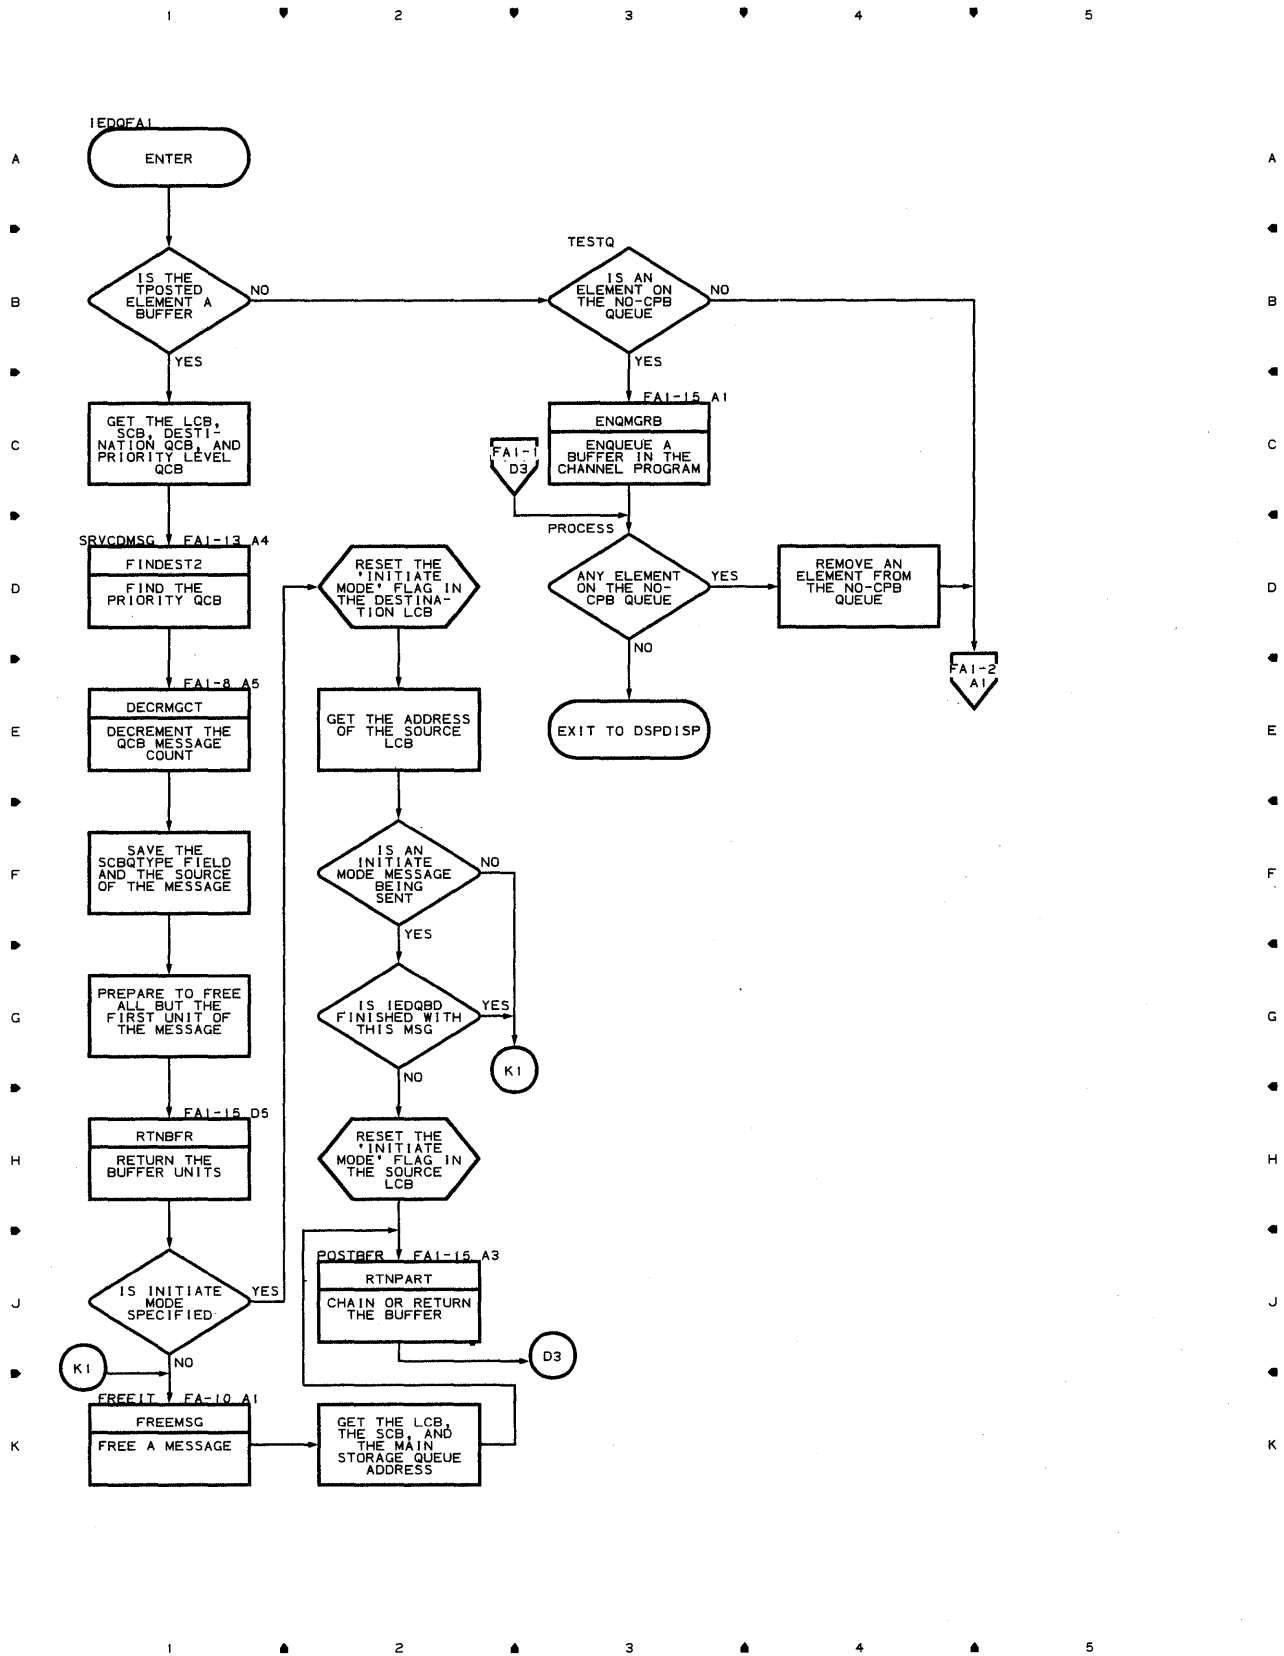 1 2 3 4 5
IEDQFA1
A ENTER A
TESTQ
B B
IS THE
TPOSTED
ELEMENT A
BUFFER
NO
YES
IS AN
ELEMENT ON
THE NO-CPB
QUEUE
NO
YES
C C
GET THE LCB,
SCB, DESTI-
NATION QCB, AND
PRIORITY LEVEL
QCB
FA1-1
D3
FA1-15 A1
ENQMGRB
ENQUEUE A
BUFFER IN THE
CHANNEL PROGRAM
D D
SRVCDMSG FA1-13 A4
FINDEST2
FIND THE
PRIORITY QCB
RESET THE
'INITIATE
MODE' FLAG IN
THE DESTINA-
TION LCB
PROCESS
ANY ELEMENT
ON THE NO-
CPB QUEUE
YES
NO
REMOVE AN
ELEMENT FROM
THE NO-CPB
QUEUE
FA1-2
A1
E E
FA1-8 A5
DECRMGCT
DECREMENT THE
QCB MESSAGE
COUNT
GET THE ADDRESS
OF THE SOURCE
LCB
EXIT TO DSPDISP
F F
SAVE THE
SCBQTYPE FIELD
AND THE SOURCE
OF THE MESSAGE
IS AN
INITIATE
MODE MESSAGE
BEING
SENT
NO
YES
G G
PREPARE TO FREE
ALL BUT THE
FIRST UNIT OF
THE MESSAGE
IS IEDQBD
FINISHED WITH
THIS MSG
YES
NO
K1
H H
FA1-15 D5
RTNBFR
RETURN THE
BUFFER UNITS
RESET THE
'INITIATE
MODE' FLAG IN
THE SOURCE
LCB
J J
IS INITIATE
MODE
SPECIFIED
YES
NO
POSTBFR FA1-15 A3
RTNPART
CHAIN OR RETURN
THE BUFFER
D3
K1
K K
FREEIT FA-10 A1
FREEMSG
FREE A MESSAGE
GET THE LCB,
THE SCB, AND
THE MAIN
STORAGE QUEUE
ADDRESS
1 2 3 4 5